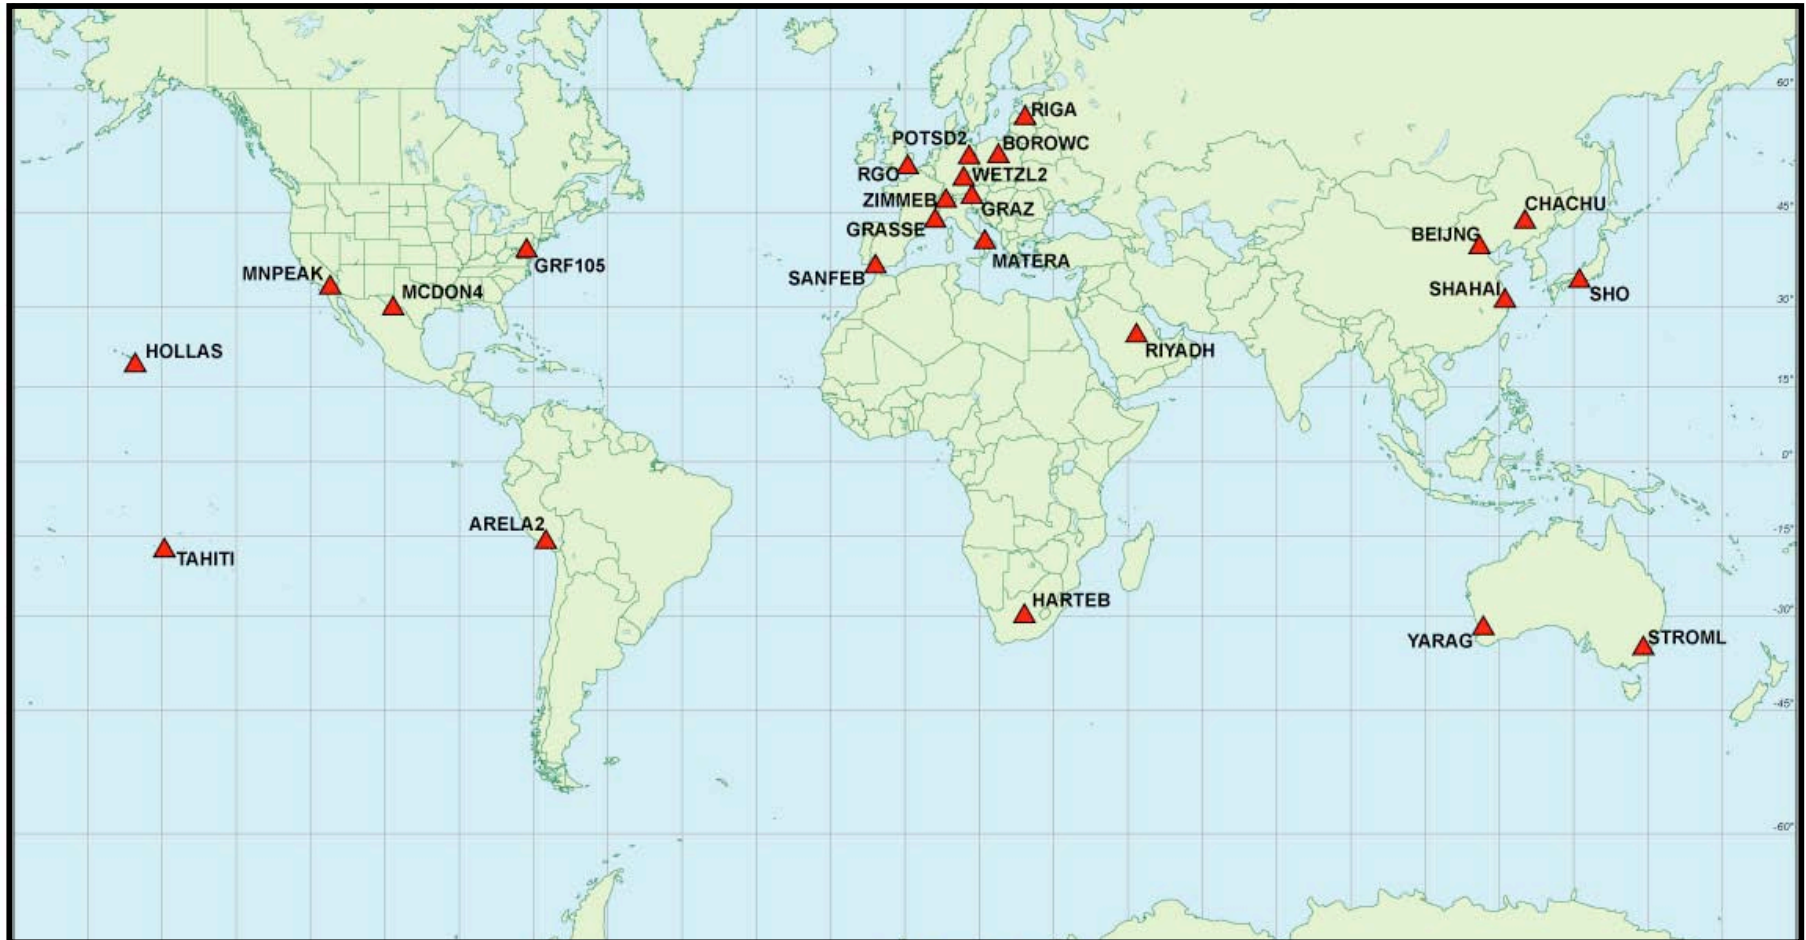 60°
RIGA
POTSD2
BOROWC
RGO
WETZL2
ZIMMEB
CHACHU
GRAZ
45°
GRASSE
BEIJNG
MATERA
GRF105
MNPEAK
SANFEB
MCDON4
SHAHAI
SHO
30°
HOLLAS
RIYADH
15°
0°
ARELA2
-15°
TAHITI
HARTEB
-30°
YARAG
STROML
-45°
-60°